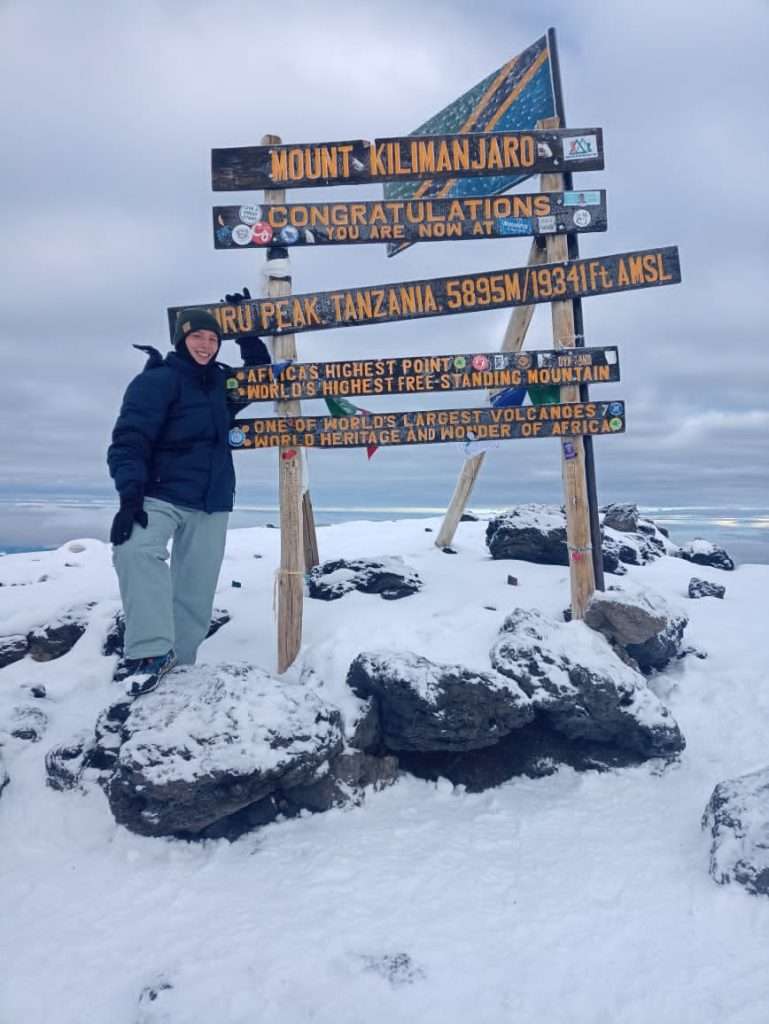 MOUNT KILIMANJARO
CONGRATULATIONS
YOU ARE NOW AT
URU PEAK, TANZANIA, 5895M/19341Ft AMSL
AFRICA'S HIGHEST POINT
WORLD'S HIGHEST FREE-STANDING MOUNTAIN
ONE OF WORLD'S LARGEST VOLCANOES
WORLD HERITAGE AND WONDER OF AFRICA